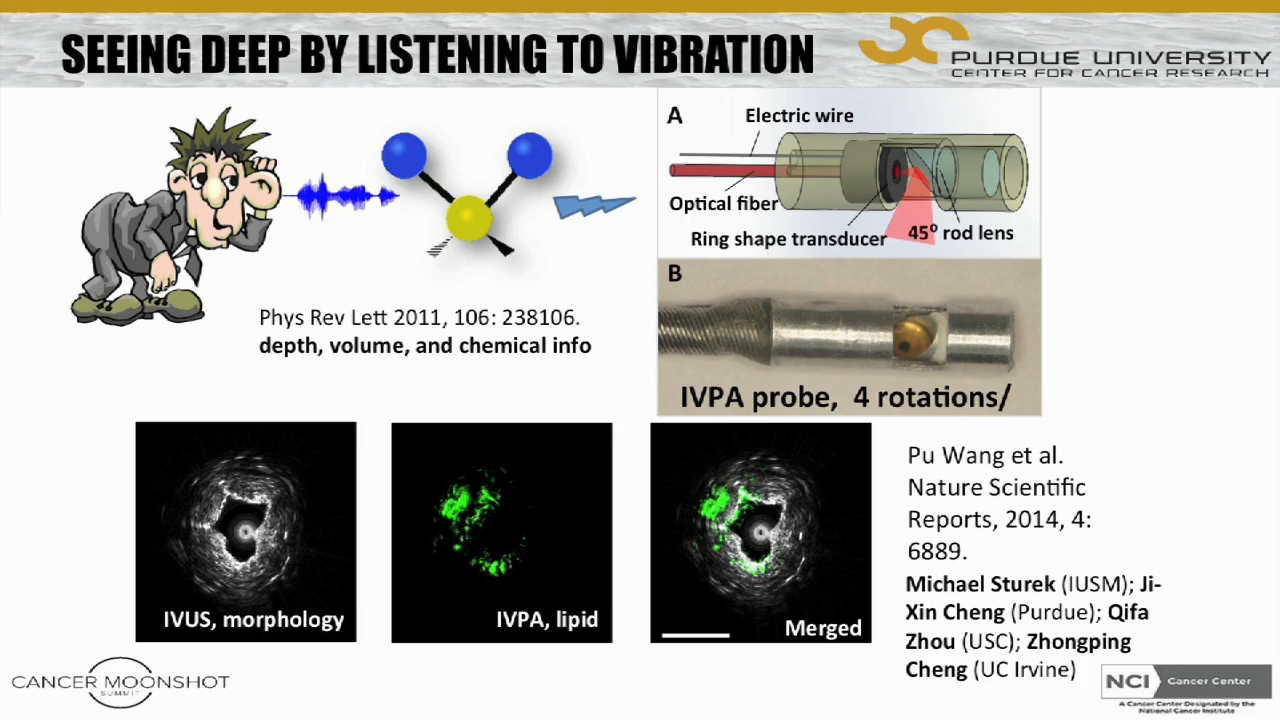 SEEING DEEP BY LISTENING TO VIBRATION
PURDUE UNIVERSITY
CENTER FOR CANCER RESEARCH
A
Electric wire
Optical fiber
Ring shape transducer
45° rod lens
B
IVPA probe, 4 rotations/
Phys Rev Lett 2011, 106: 238106.
depth, volume, and chemical info
IVUS, morphology
IVPA, lipid
Merged
Pu Wang et al.
Nature Scientific
Reports, 2014, 4:
6889.
Michael Sturek (IUSM); Ji-
Xin Cheng (Purdue); Qifa
Zhou (USC); Zhongping
Cheng (UC Irvine)
CANCER MOONSHOT
SUMMIT
NCI Cancer Center
A Cancer Center Designated by the
National Cancer Institute